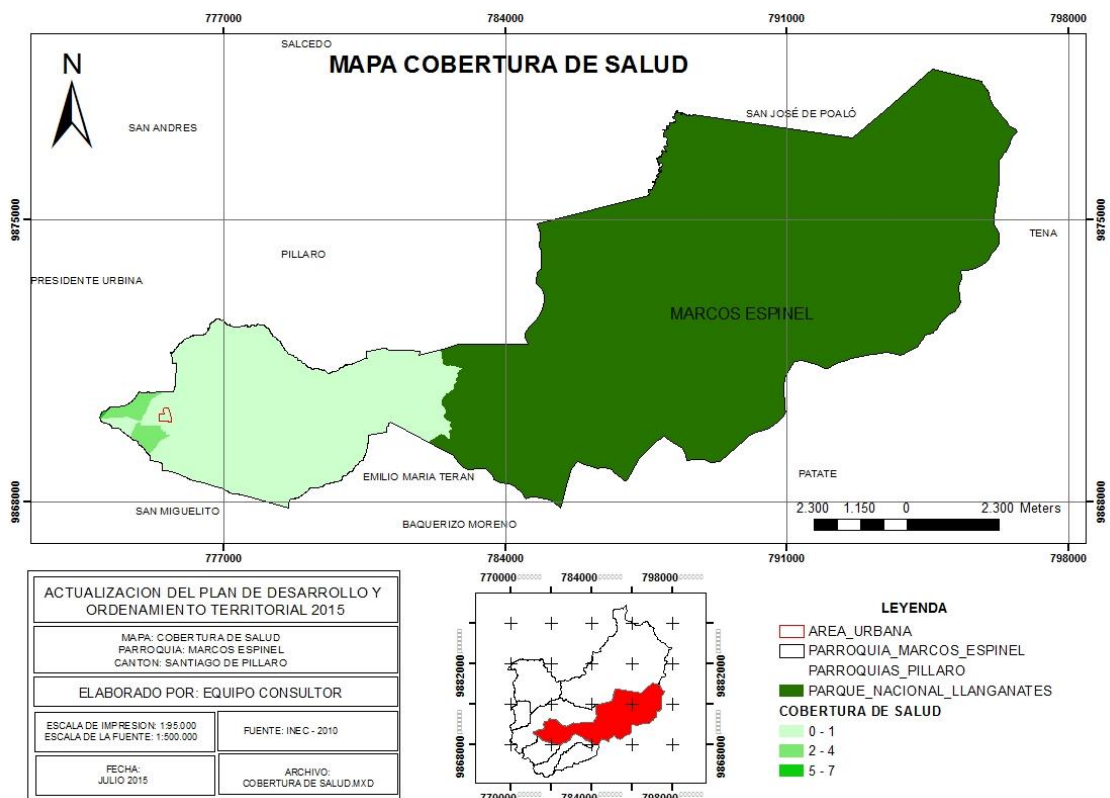 777000 784000 791000 798000
SALCEDO
MAPA COBERTURA DE SALUD
N
SAN JOSÉ DE POALÓ
SAN ANDRES
9875000 9875000
TENA
PILLARO
PRESIDENTE URBINA
MARCOS ESPINEL
EMILIO MARIA TERAN
PATATE
9868000 9868000
SAN MIGUELITO
BAQUERIZO MORENO
2.300 1.150 0 2.300 Meters
777000 784000 791000 798000
ACTUALIZACION DEL PLAN DE DESARROLLO Y
ORDENAMIENTO TERRITORIAL 2015
MAPA: COBERTURA DE SALUD
PARROQUIA: MARCOS ESPINEL
CANTON: SANTIAGO DE PILLARO
ELABORADO POR: EQUIPO CONSULTOR
ESCALA DE IMPRESION: 1:95.000
ESCALA DE LA FUENTE: 1:500.000
FUENTE: INEC - 2010
FECHA:
JULIO 2015
ARCHIVO:
COBERTURA DE SALUD.MXD
770000 784000 798000
9882000 9882000
9868000 9868000
770000 784000 798000
LEYENDA
AREA_URBANA
PARROQUIA_MARCOS_ESPINEL
PARROQUIAS_PILLARO
PARQUE_NACIONAL_LLANGANATES
COBERTURA DE SALUD
0 - 1
2 - 4
5 - 7